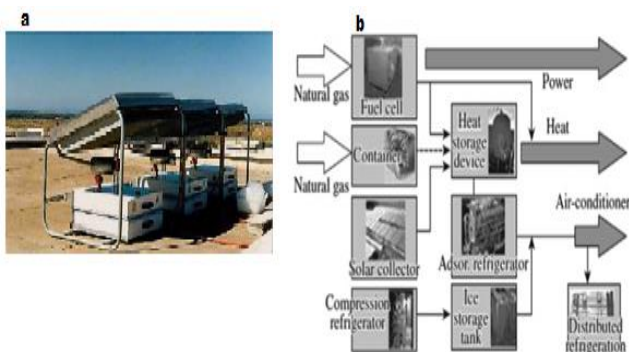 a
b
Natural gas
Fuel cell
Power
Heat
Natural gas
Container
Heat
storage
device
Air-conditioner
Solar collector
Adsor. refrigerator
Compression
refrigerator
Ice
storage
tank
Distributed
refrigeration